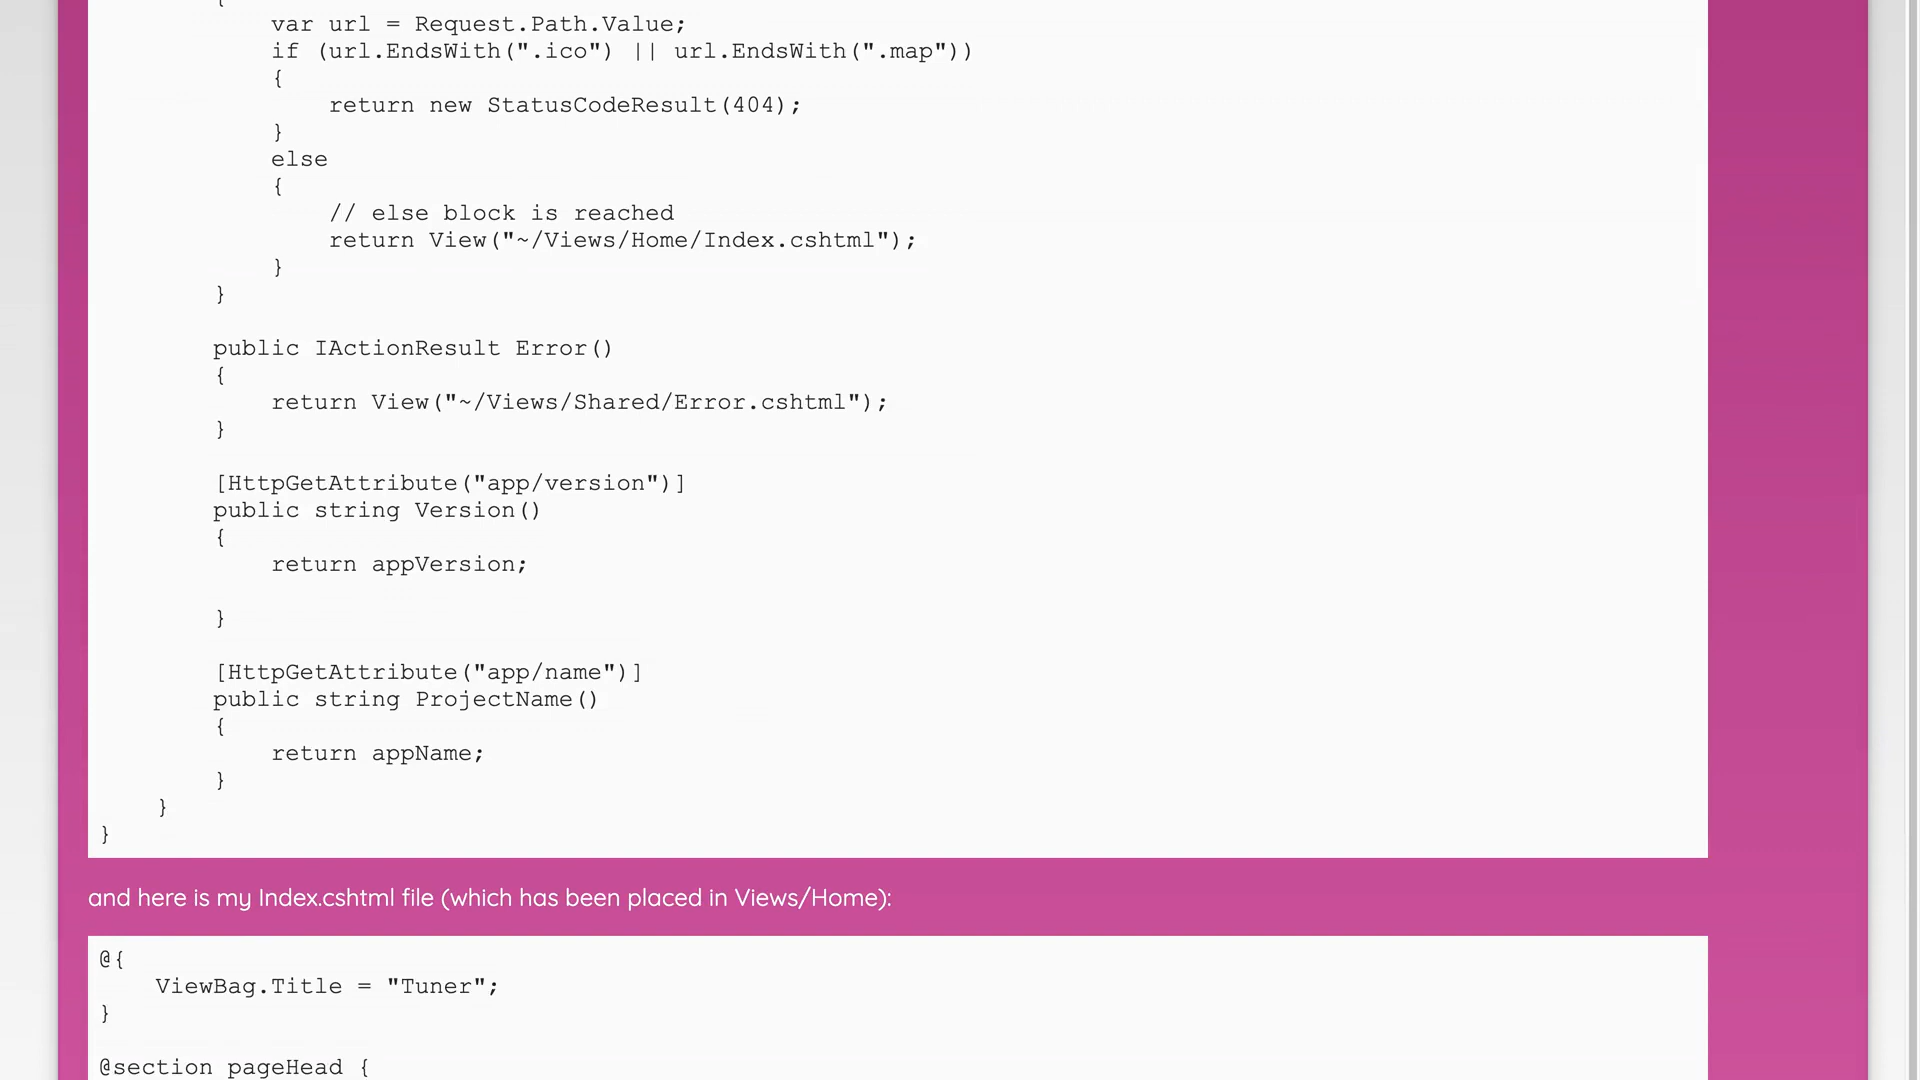 {
var url = Request.Path.Value;
if (url.EndsWith(".ico") || url.EndsWith(".map"))
{
return new StatusCodeResult(404);
}
else
{
// else block is reached
return View("~/Views/Home/Index.cshtml");
}
}
public IActionResult Error()
{
return View("~/Views/Shared/Error.cshtml");
}
[HttpGetAttribute("app/version")]
public string Version()
{
return appVersion;
}
[HttpGetAttribute("app/name")]
public string ProjectName()
{
return appName;
}
}
}
and here is my Index.cshtml file (which has been placed in Views/Home):
@{
ViewBag.Title = "Tuner";
}
@section pageHead {